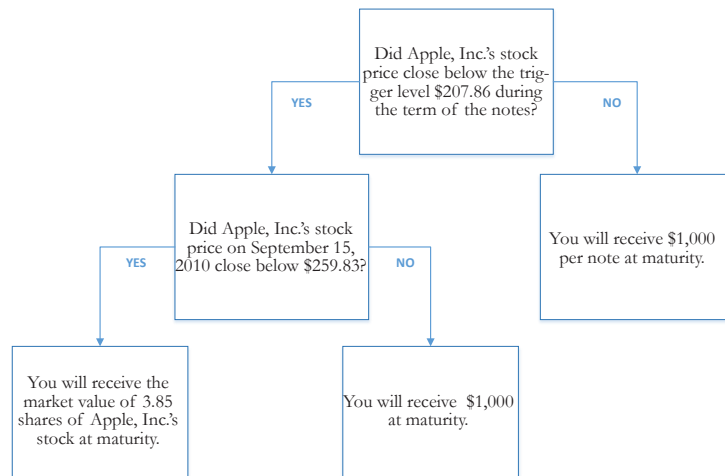 Did Apple, Inc.'s stock
price close below the trig-
ger level $207.86 during
the term of the notes?
YES
NO
Did Apple, Inc.'s stock
price on September 15,
2010 close below $259.83?
You will receive $1,000
per note at maturity.
YES
NO
You will receive the
market value of 3.85
shares of Apple, Inc.'s
stock at maturity.
You will receive $1,000
at maturity.